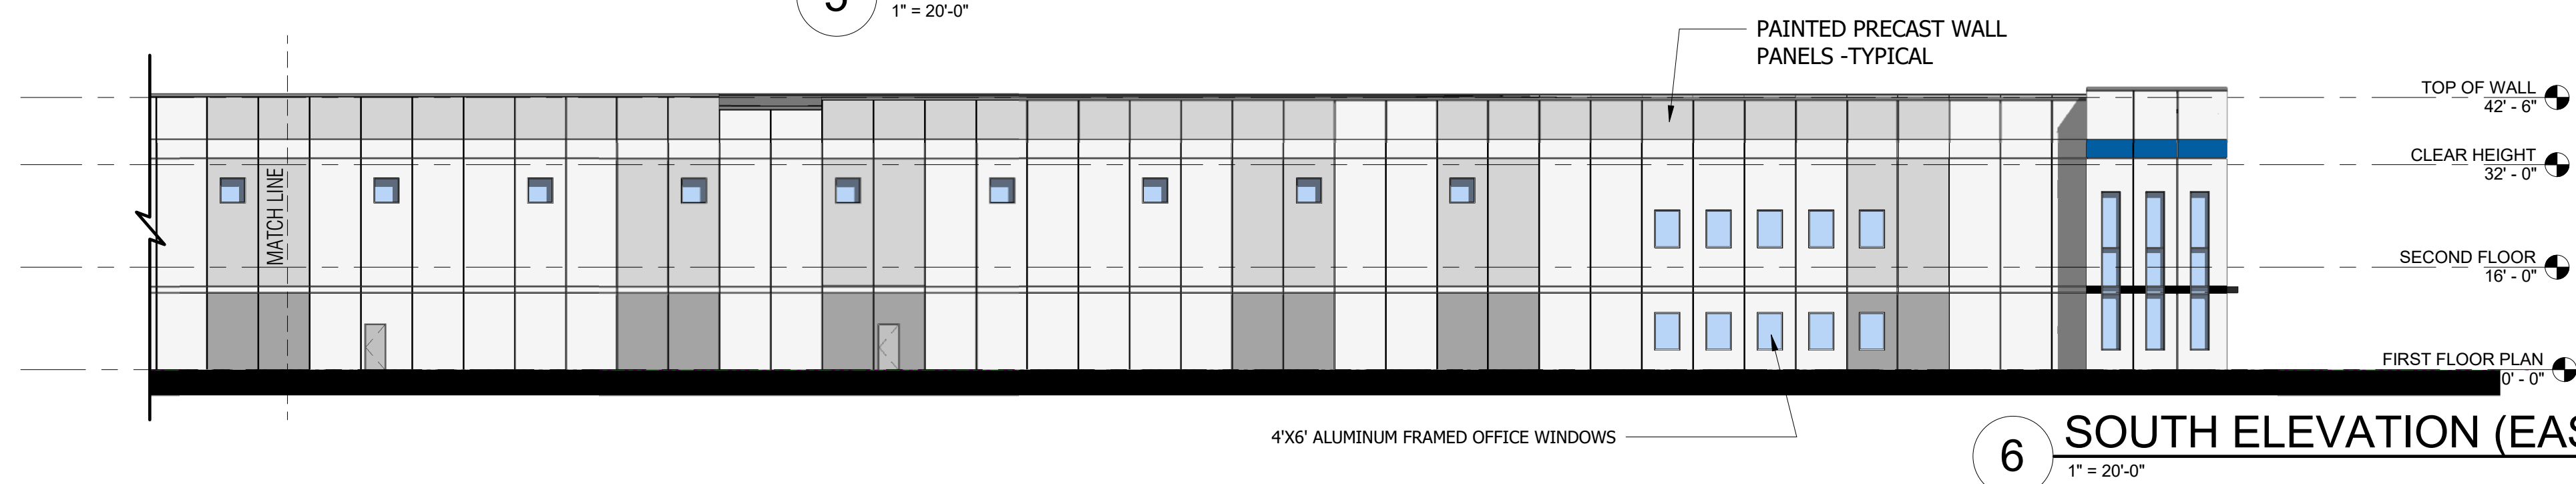 5
1" = 20'-0"
PAINTED PRECAST WALL
PANELS -TYPICAL
TOP OF WALL
42' - 6"
CLEAR HEIGHT
32' - 0"
MATCH LINE
SECOND FLOOR
16' - 0"
FIRST FLOOR PLAN
0' - 0"
4'X6' ALUMINUM FRAMED OFFICE WINDOWS
6
SOUTH ELEVATION (EAS
1" = 20'-0"